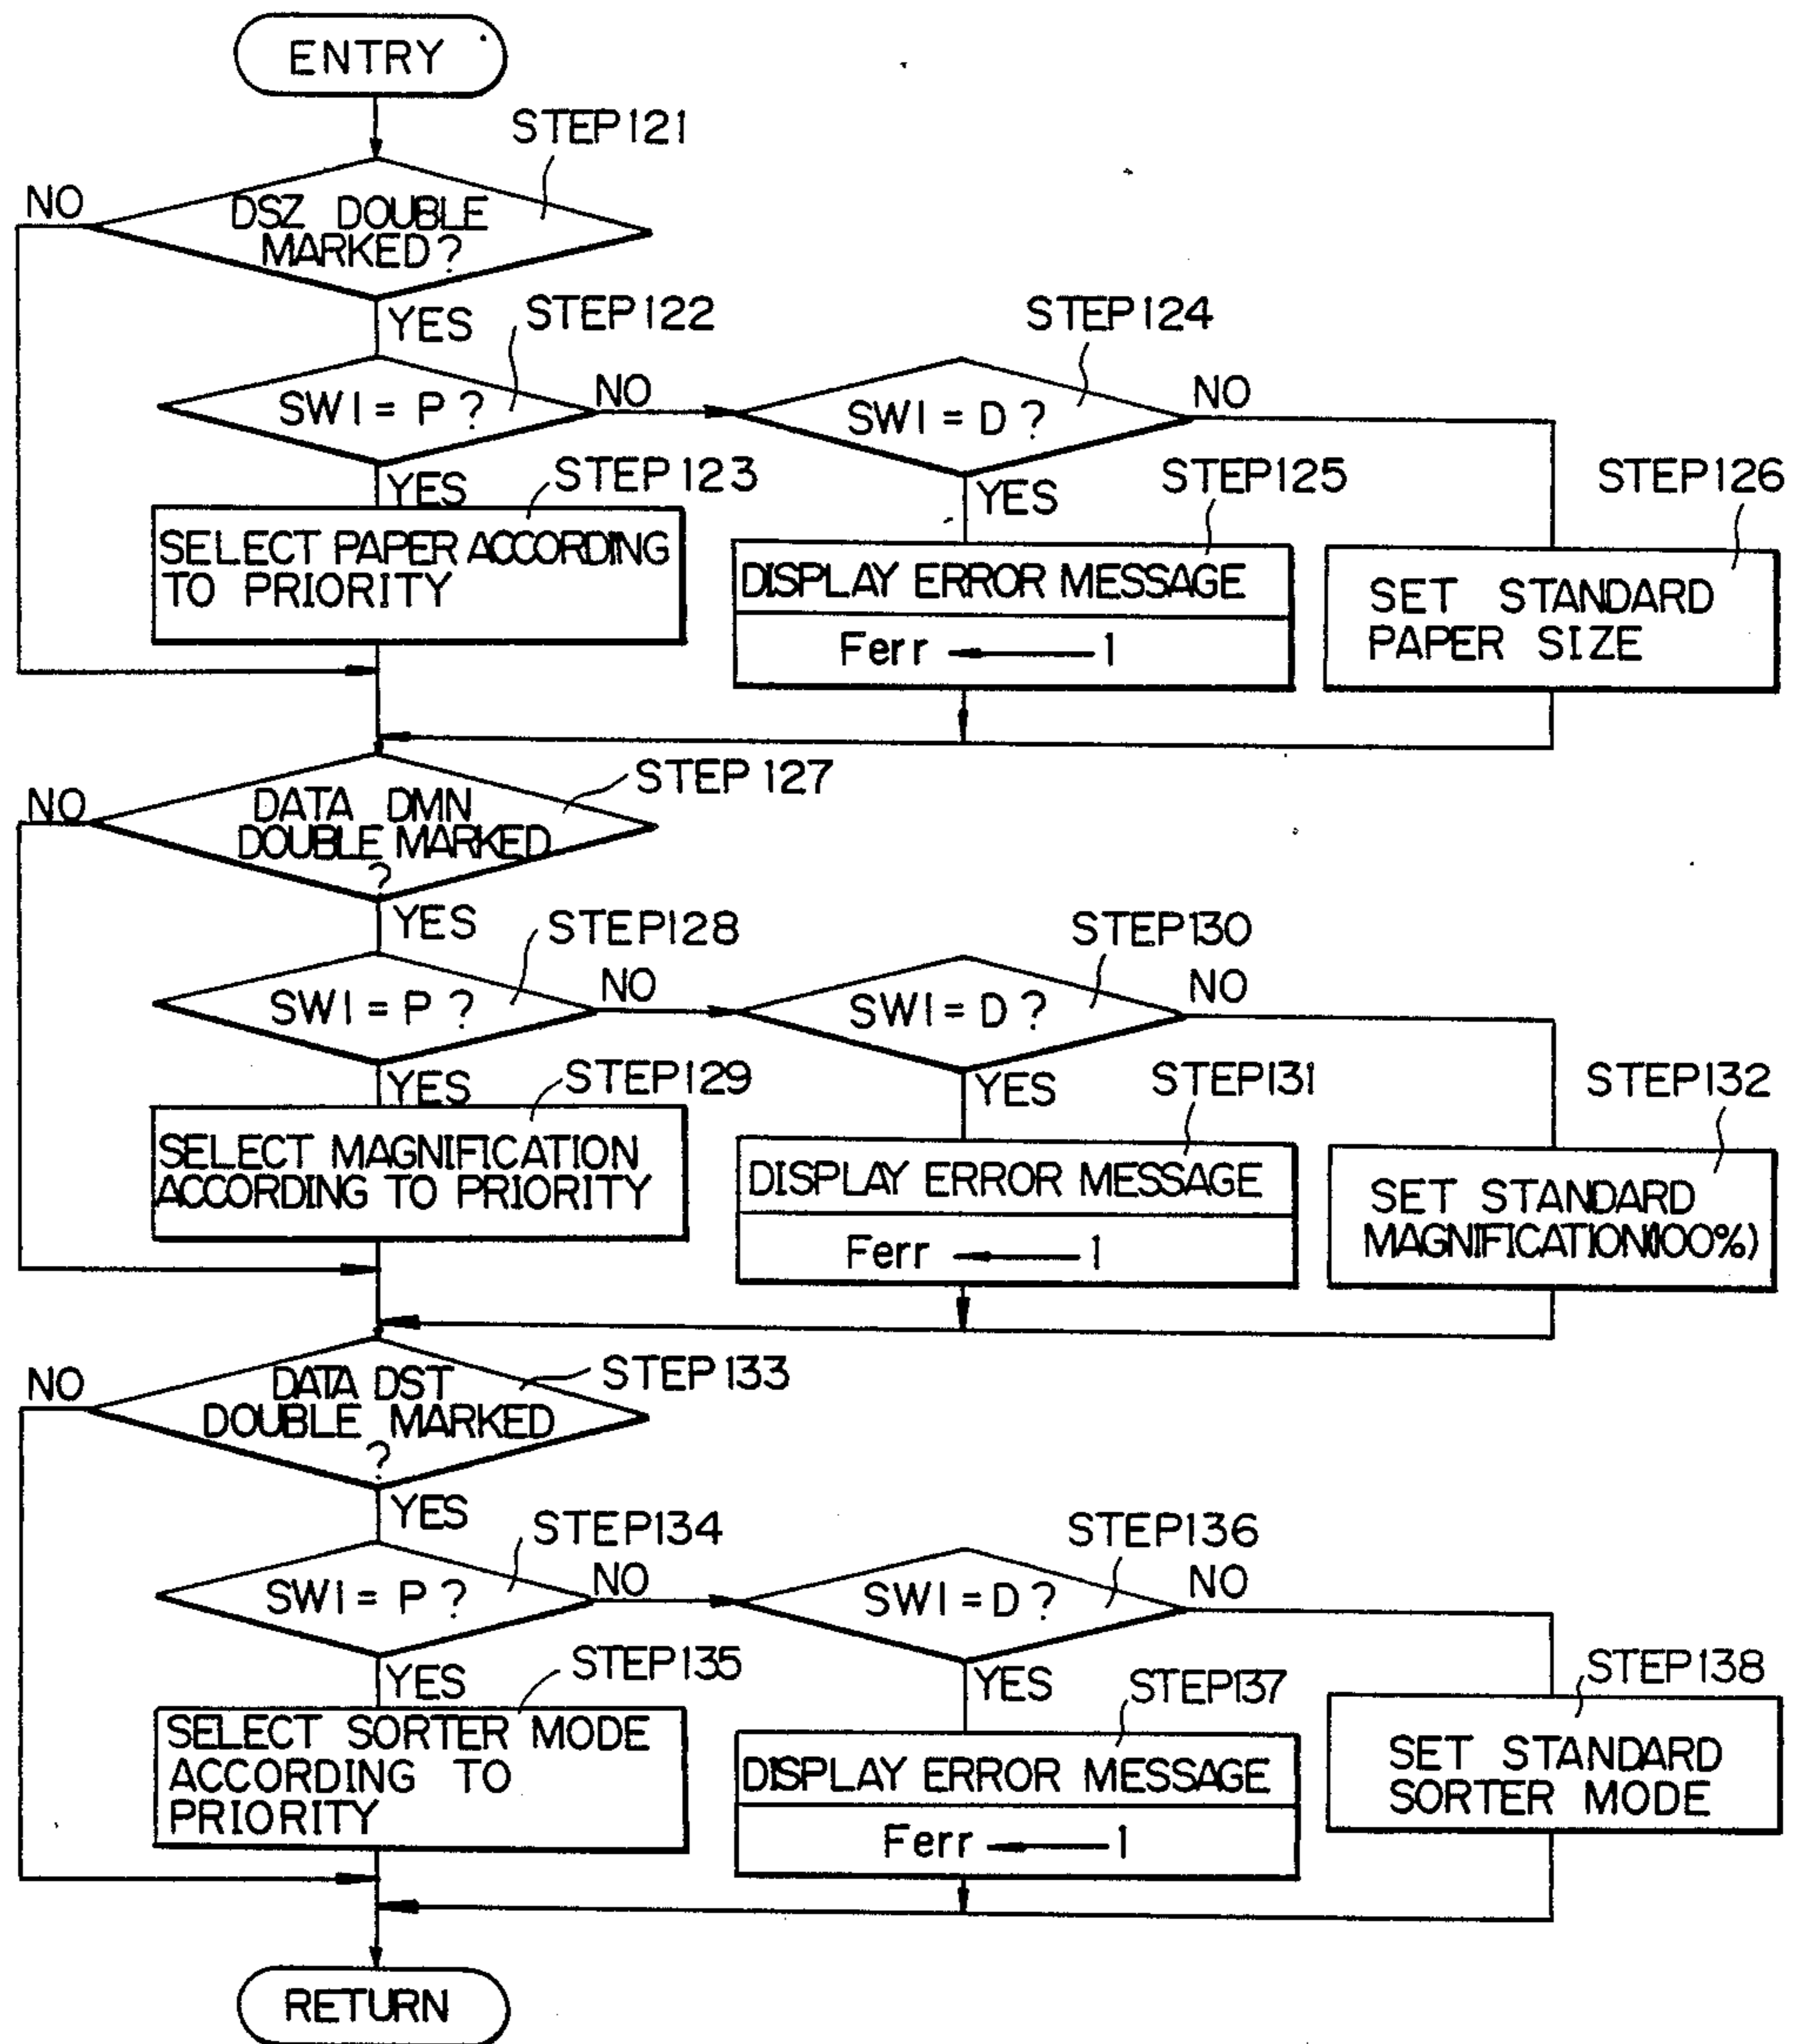 ENTRY
STEP121
NO
DSZ DOUBLE
MARKED?
YES
STEP122
STEP124
SW1 = P ?
NO
SW1 = D ?
NO
YES
STEP123
YES
STEP125
STEP126
SELECT PAPER ACCORDING
TO PRIORITY
DISPLAY ERROR MESSAGE
Ferr ← 1
SET STANDARD
PAPER SIZE
STEP 127
NO
DATA DMN
DOUBLE MARKED
?
YES
STEP128
STEP130
SW1 = P ?
NO
SW1 = D ?
NO
YES
STEP129
YES
STEP131
STEP132
SELECT MAGNIFICATION
ACCORDING TO PRIORITY
DISPLAY ERROR MESSAGE
Ferr ← 1
SET STANDARD
MAGNIFICATION(100%)
STEP133
NO
DATA DST
DOUBLE MARKED
?
YES
STEP134
STEP136
SW1 = P ?
NO
SW1 = D ?
NO
YES
STEP135
YES
STEP137
STEP138
SELECT SORTER MODE
ACCORDING TO
PRIORITY
DISPLAY ERROR MESSAGE
Ferr ← 1
SET STANDARD
SORTER MODE
RETURN